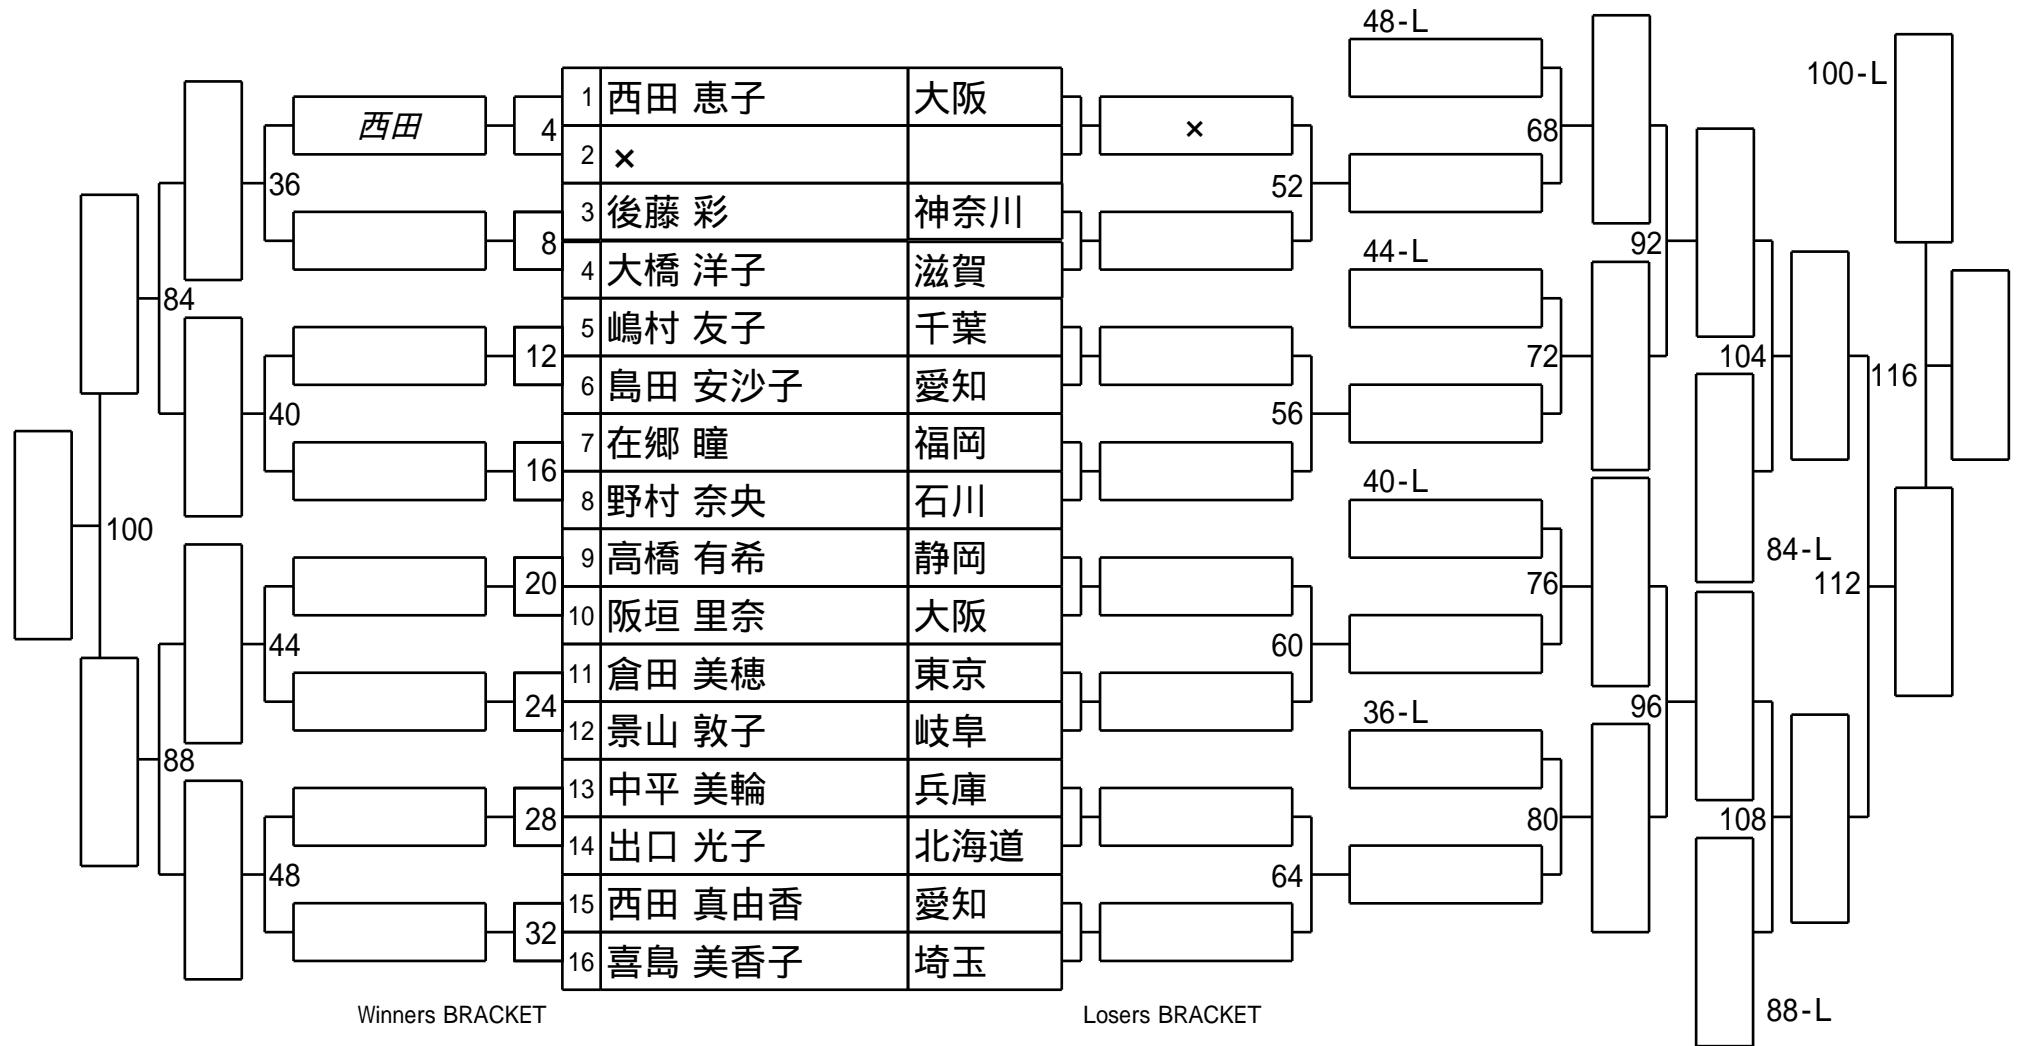 48-L
100-L
西田 4 1 西田 恵子 大阪 × 68
2 ×
36 52
3 後藤 彩 神奈川
8 92
4 大橋 洋子 滋賀 44-L
84
5 嶋村 友子 千葉
12 72 104
6 島田 安沙子 愛知 116
40 56
7 在郷 瞳 福岡
16 40-L
8 野村 奈央 石川
100
9 高橋 有希 静岡 84-L
20 76 112
10 阪垣 里奈 大阪
44 60
11 倉田 美穂 東京
24 36-L 96
12 景山 敦子 岐阜
88
13 中平 美輪 兵庫
28 80 108
14 出口 光子 北海道
48 64
15 西田 真由香 愛知
32
16 喜島 美香子 埼玉
Winners BRACKET Losers BRACKET 88-L